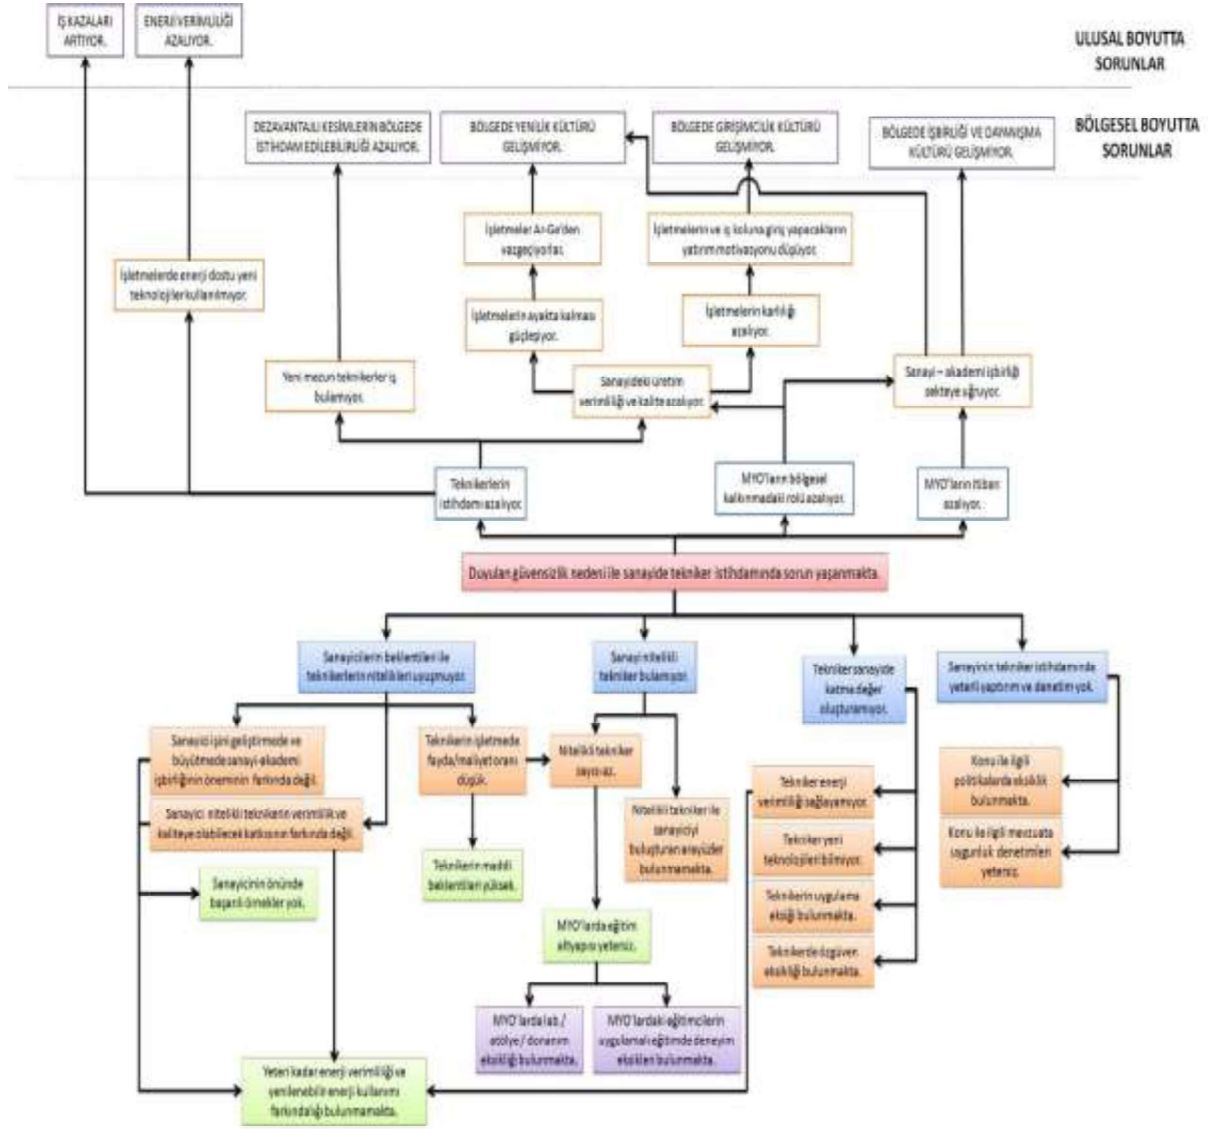 İŞ KAZALARI
ARTIYOR.
ENERJİ VERİMLİLİĞİ
AZALIYOR.
ULUSAL BOYUTTA
SORUNLAR
DEZAVANTAJLI KESİMLERİN BÖLGEDE
İSTİHDAM EDİLEBİLİRLİĞİ AZALIYOR.
BÖLGEDE YENİLİK KÜLTÜRÜ
GELİŞMİYOR.
BÖLGEDE GİRİŞİMCİLİK KÜLTÜRÜ
GELİŞMİYOR.
BÖLGEDE İŞBİRLİĞİ VE DAYANIŞMA
KÜLTÜRÜ GELİŞMİYOR.
BÖLGESEL BOYUTTA
SORUNLAR
İşletmeler Ar-Ge'den
vazgeçiyorlar.
İşletmelerin ve iş koluna giriş yapacakların
yatırım motivasyonu düşüyor.
İşletmelerde enerji dostu yeni
teknolojiler kullanılmıyor.
İşletmelerin ayakta kalması
güçleşiyor.
İşletmelerin karlılığı
azalıyor.
Yeni mezun teknikerler iş
bulamıyor.
Sanayideki üretim
verimliliği ve kalite azalıyor.
Sanayi – akademi işbirliği
sekteye uğruyor.
Teknikerlerin
istihdamı azalıyor.
MYO'ların bölgesel
kalkınmadaki rolü azalıyor.
MYO'ların itibarı
azalıyor.
Duyulan güvensizlik nedeni ile sanayide tekniker istihdamında sorun yaşanmakta.
Sanayicilerin beklentileri ile
teknikerlerin nitelikleri uyuşmuyor.
Sanayi nitelikli
tekniker bulamıyor.
Tekniker sanayide
katma değer
oluşturamıyor.
Sanayinin tekniker istihdamında
yeterli yaptırım ve denetim yok.
Sanayici işini geliştirmede ve
büyütmede sanayi-akademi
işbirliğinin öneminin farkında değil.
Teknikerin işletmede
fayda/maliyet oranı
düşük.
Nitelikli tekniker
sayısı az.
Konu ile ilgili
politikalarda eksiklik
bulunmakta.
Tekniker enerji
verimliliği sağlayamıyor.
Sanayici nitelikli teknikerin verimlilik ve
kaliteye olabilecek katkısının farkında değil.
Nitelikli tekniker ile
sanayiciyi
buluşturan arayüzler
bulunmamakta.
Tekniker yeni
teknolojileri bilmiyor.
Konu ile ilgili mevzuata
uygunluk denetimleri
yetersiz.
Teknikerin maddi
beklentileri yüksek.
Sanayicinin önünde
başarılı örnekler yok.
Teknikerin uygulama
eksiği bulunmakta.
MYO'larda eğitim
altyapısı yetersiz.
Teknikerde özgüven
eksikliği bulunmakta.
MYO'larda lab./
atölye / donanım
eksikliği bulunmakta.
MYO'lardaki eğitimcilerin
uygulamalı eğitimde deneyim
eksikleri bulunmakta.
Yeteri kadar enerji verimliliği ve
yenilenebilir enerji kullanımı
farkındalığı bulunmamakta.